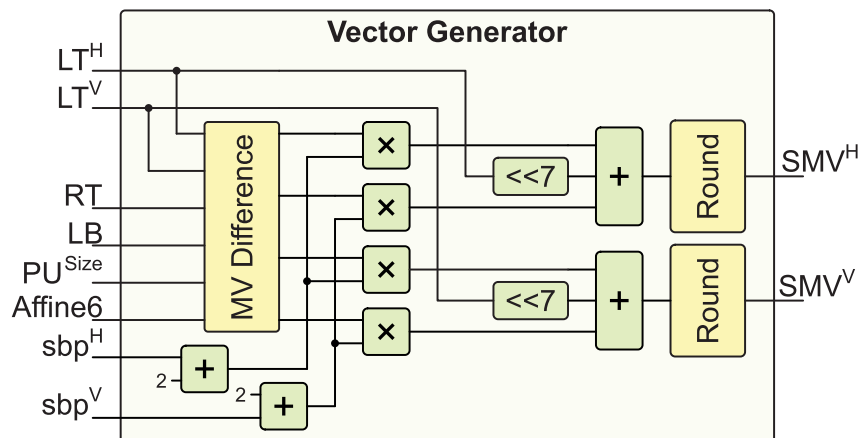 Vector Generator
LT^H
LT^V
RT
LB
PU^Size
Affine6
sbp^H
sbp^V
MV Difference
2
+
2
+
×
×
×
×
<<7
<<7
+
+
Round
Round
SMV^H
SMV^V